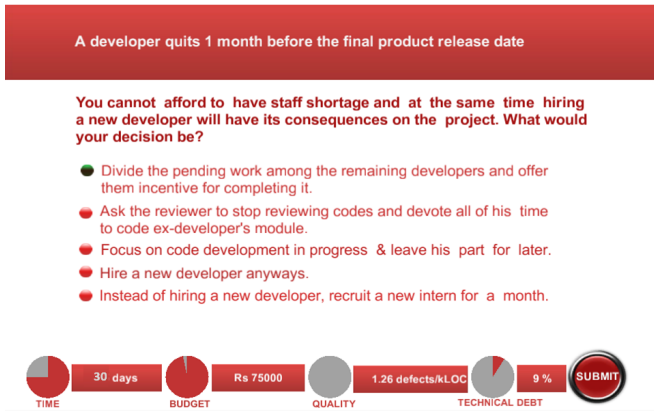 A developer quits 1 month before the final product release date
You cannot afford to have staff shortage and at the same time hiring
a new developer will have its consequences on the project. What would
your decision be?
Divide the pending work among the remaining developers and offer
them incentive for completing it.
Ask the reviewer to stop reviewing codes and devote all of his time
to code ex-developer's module.
Focus on code development in progress & leave his part for later.
Hire a new developer anyways.
Instead of hiring a new developer, recruit a new intern for a month.
30 days
Rs 75000
1.26 defects/kLOC
9 %
SUBMIT
TIME
BUDGET
QUALITY
TECHNICAL DEBT